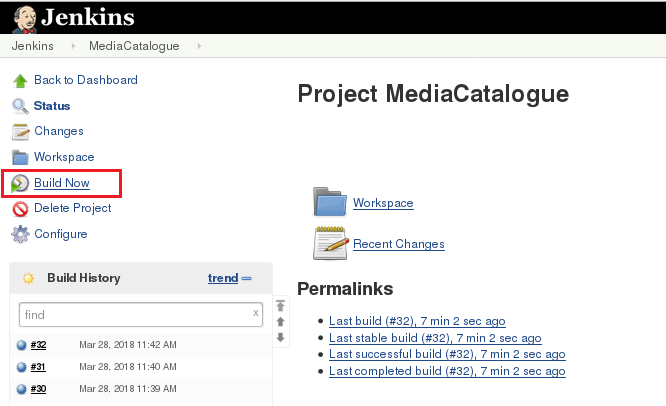 Jenkins
Jenkins MediaCatalogue
Back to Dashboard
Status
Changes
Workspace
Build Now
Delete Project
Configure
Build History trend
find x
#32 Mar 28, 2018 11:42 AM
#31 Mar 28, 2018 11:40 AM
#30 Mar 28, 2018 11:39 AM
Project MediaCatalogue
Workspace
Recent Changes
Permalinks
Last build (#32), 7 min 2 sec ago
Last stable build (#32), 7 min 2 sec ago
Last successful build (#32), 7 min 2 sec ago
Last completed build (#32), 7 min 2 sec ago